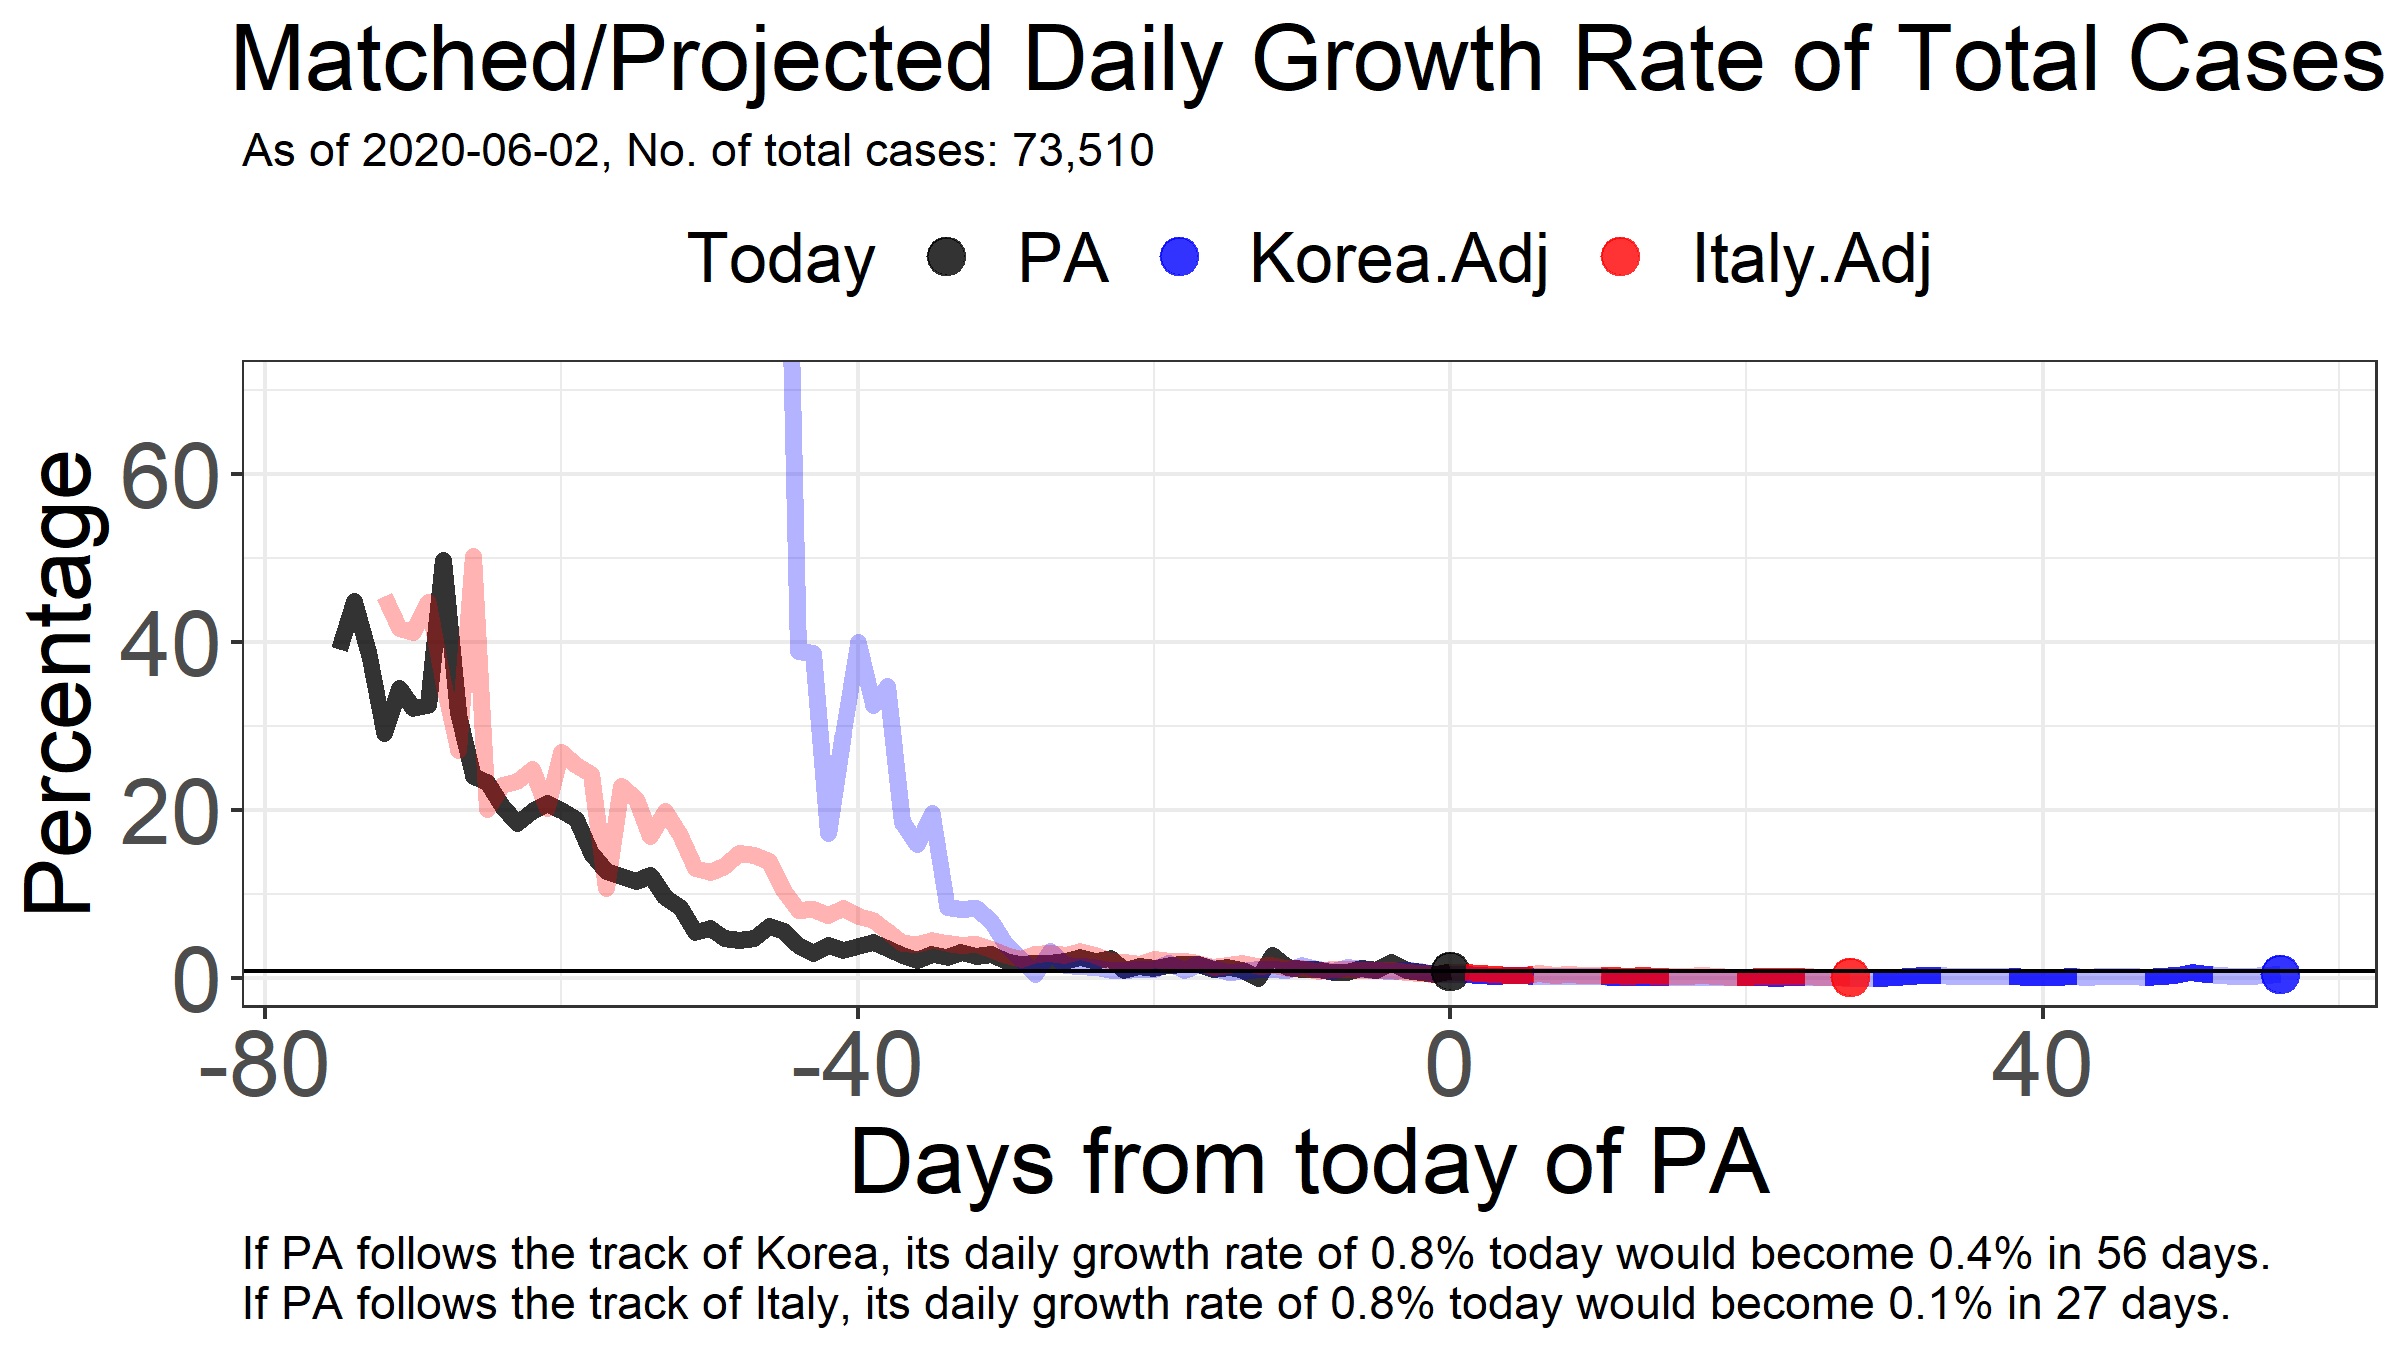 Matched/Projected Daily Growth Rate of Total Cases
As of 2020-06-02, No. of total cases: 73,510
Today PA Korea.Adj Italy.Adj
Percentage
60
40
20
0
-80 -40 0 40
Days from today of PA
If PA follows the track of Korea, its daily growth rate of 0.8% today would become 0.4% in 56 days.
If PA follows the track of Italy, its daily growth rate of 0.8% today would become 0.1% in 27 days.